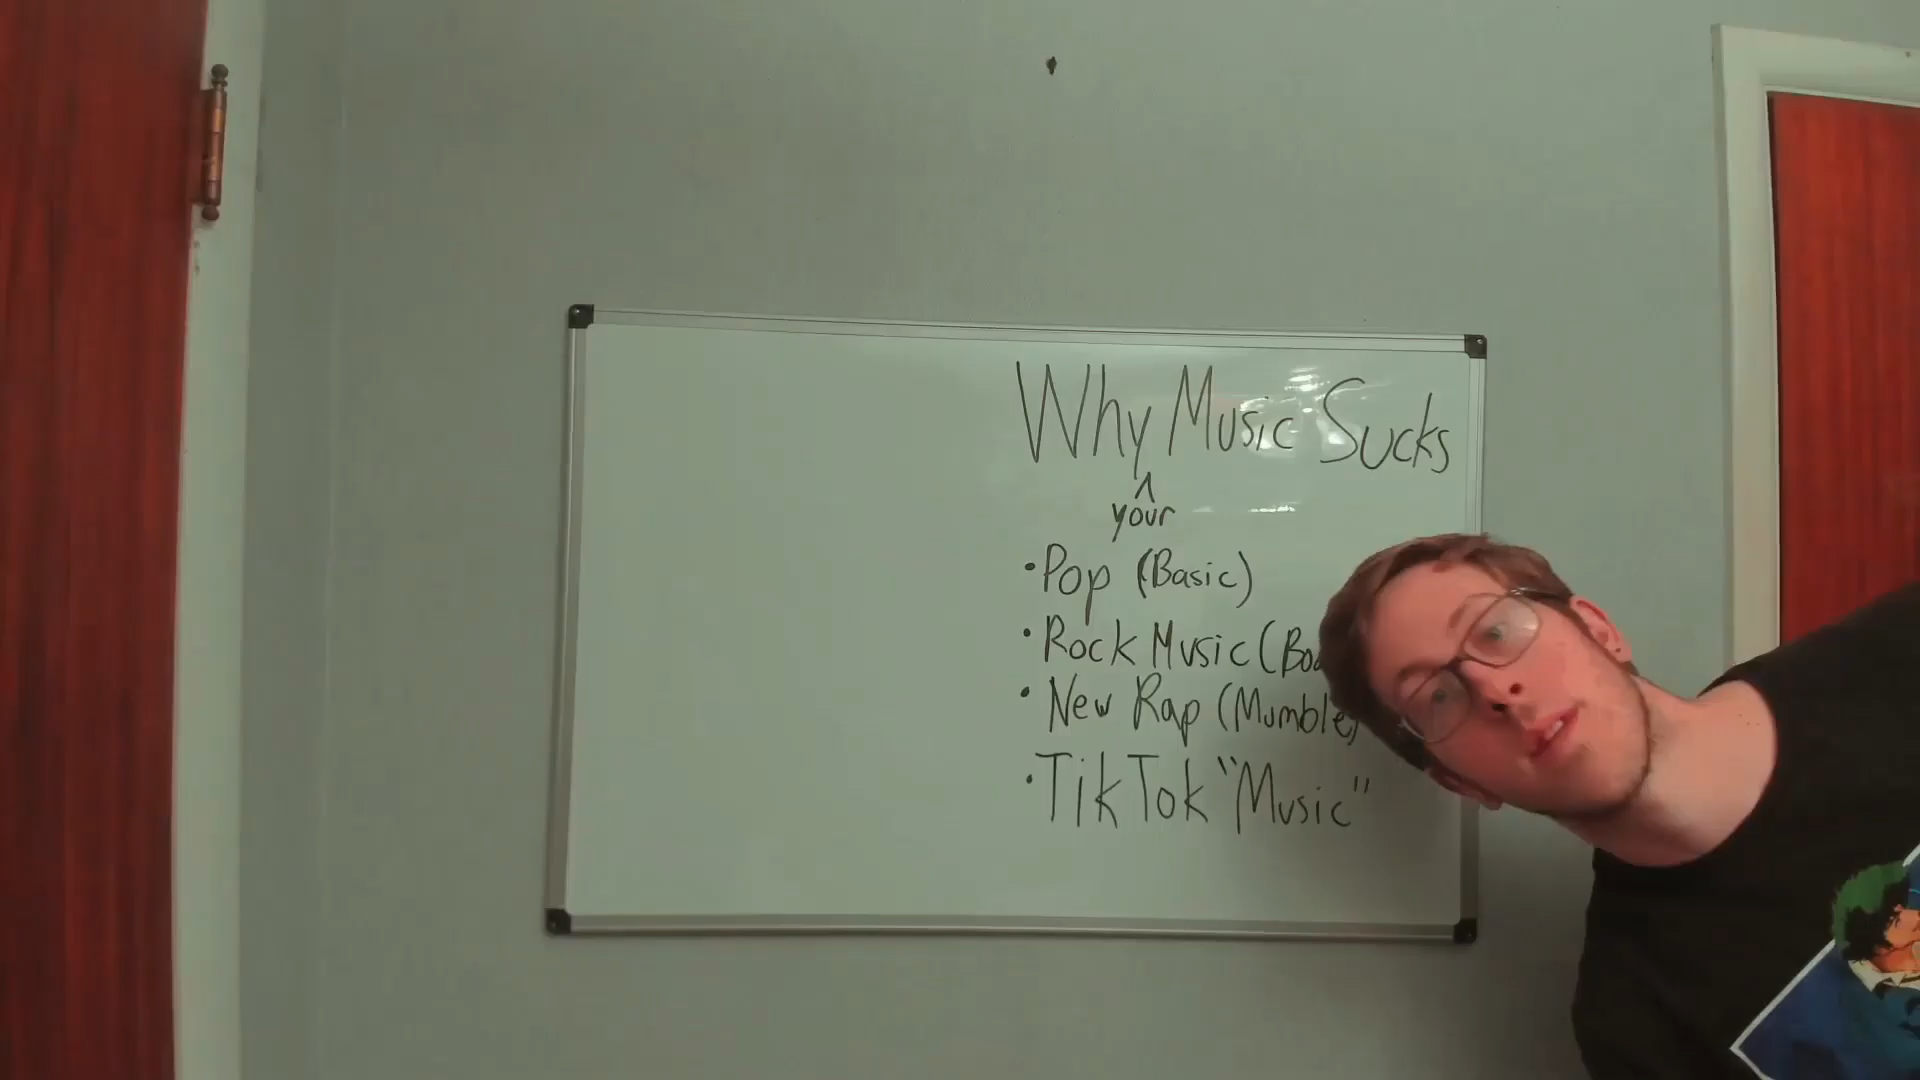 Why Music Sucks
^
your
• Pop (Basic)
• Rock Music
• New Rap (Mumble)
• TikTok "Music"